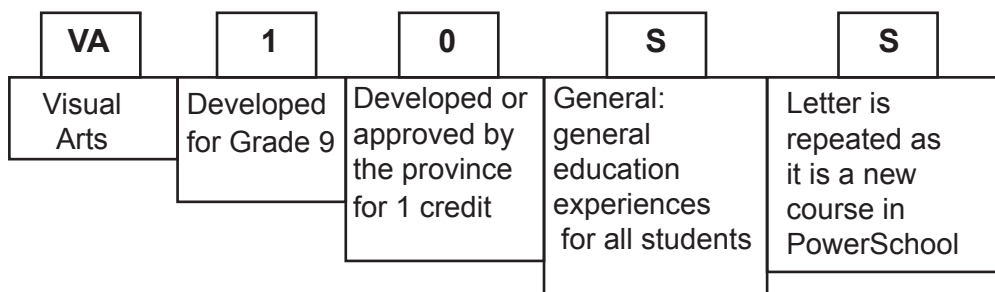 VA
1
0
S
S
Visual
Arts
Developed
for Grade 9
Developed or
approved by
the province
for 1 credit
General:
general
education
experiences
for all students
Letter is
repeated as
it is a new
course in
PowerSchool